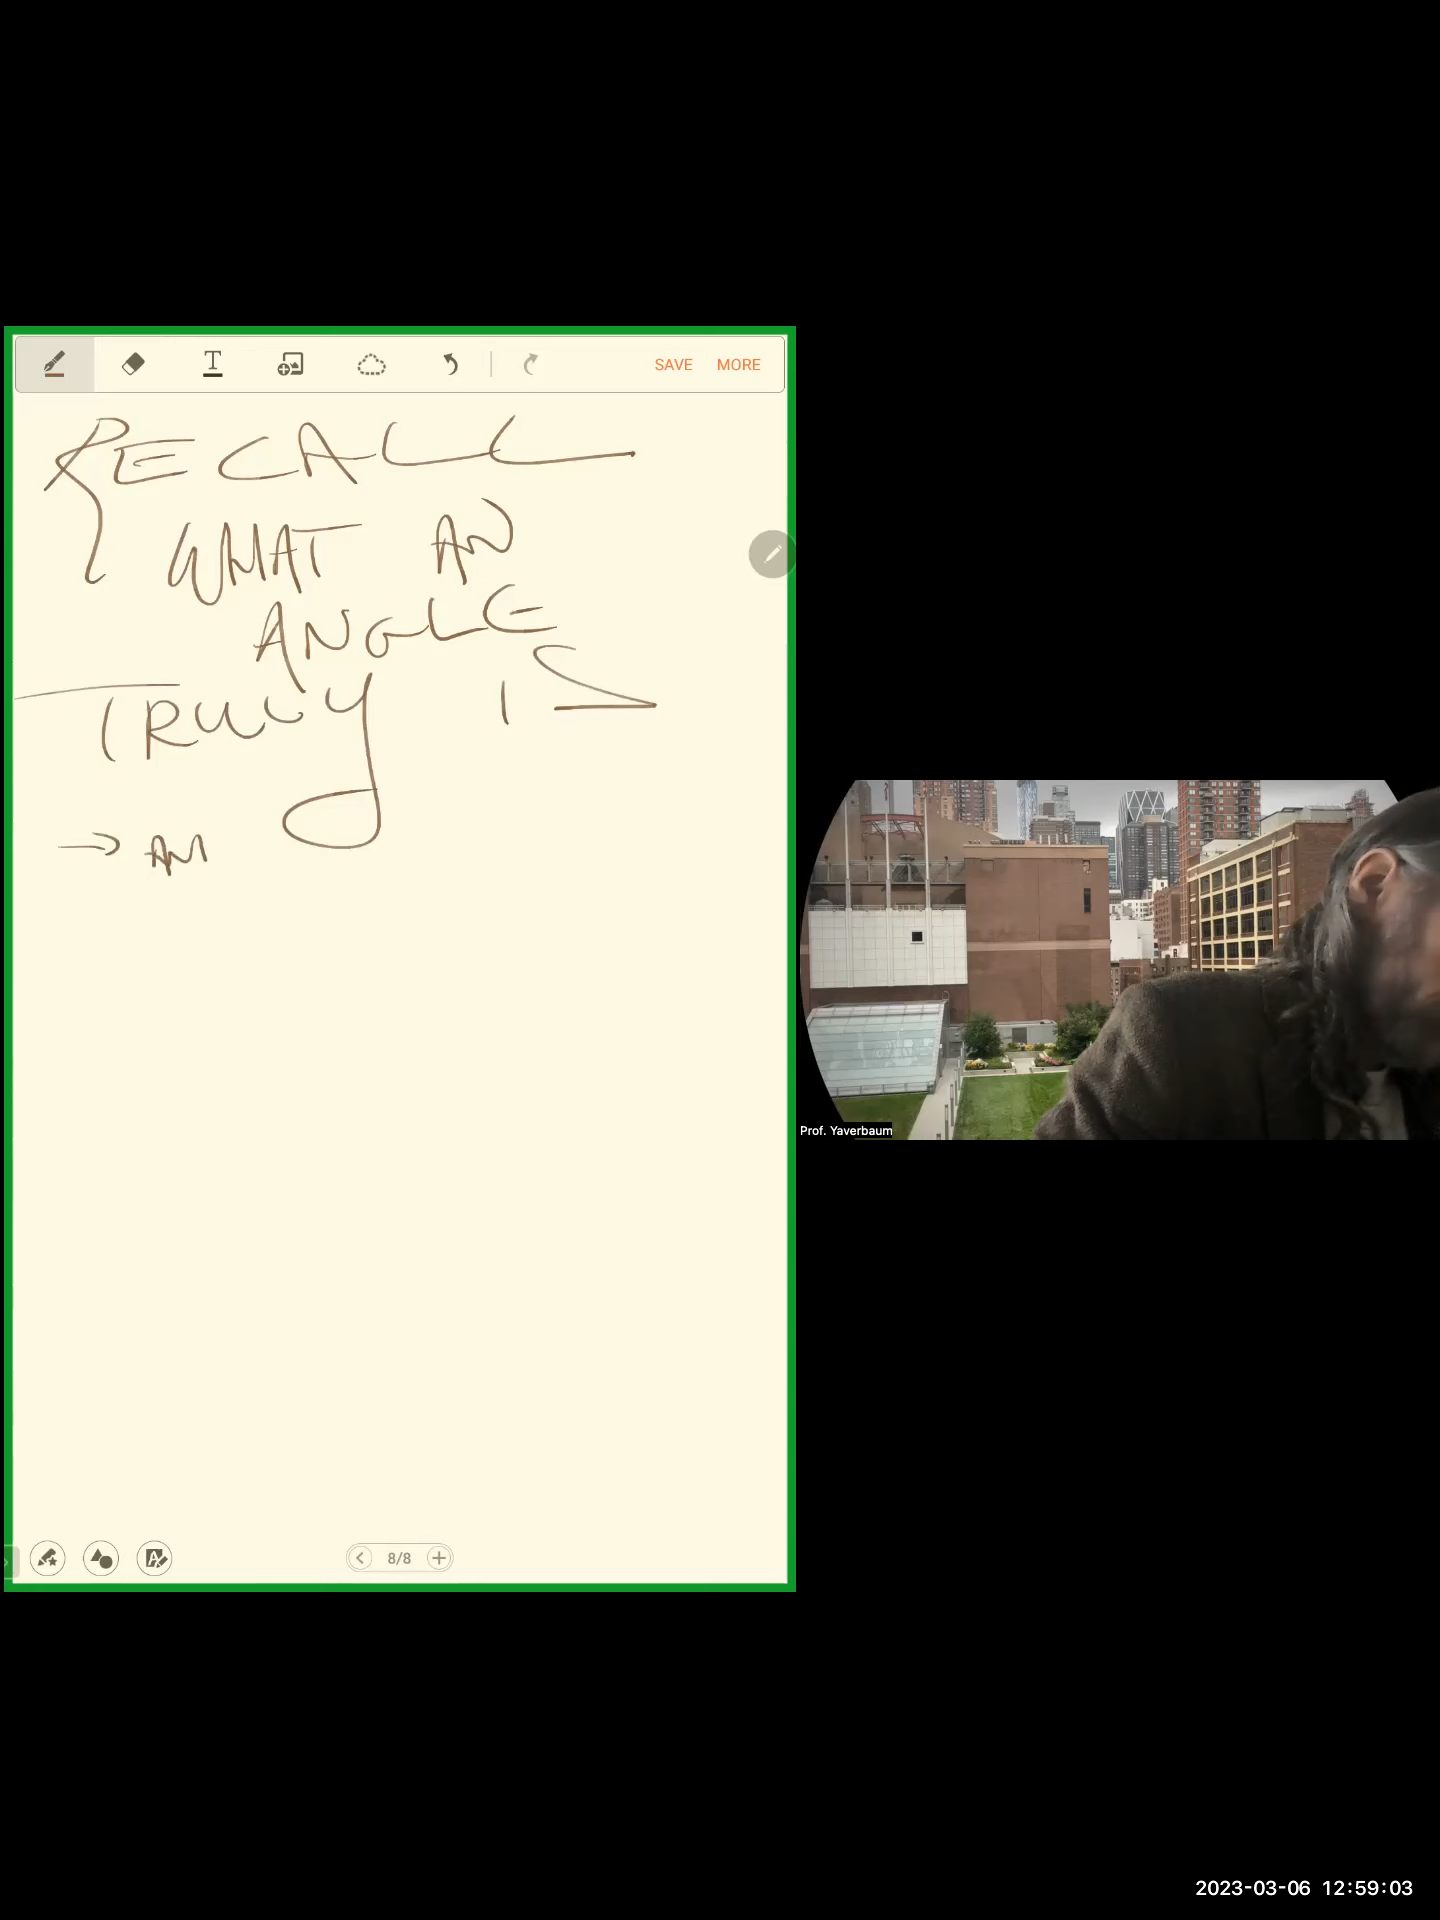 SAVE MORE
RECALL
WHAT AN
ANGLE
TRULY IS
→ AN
8/8
Prof. Yaverbaum
2023-03-06 12:59:03